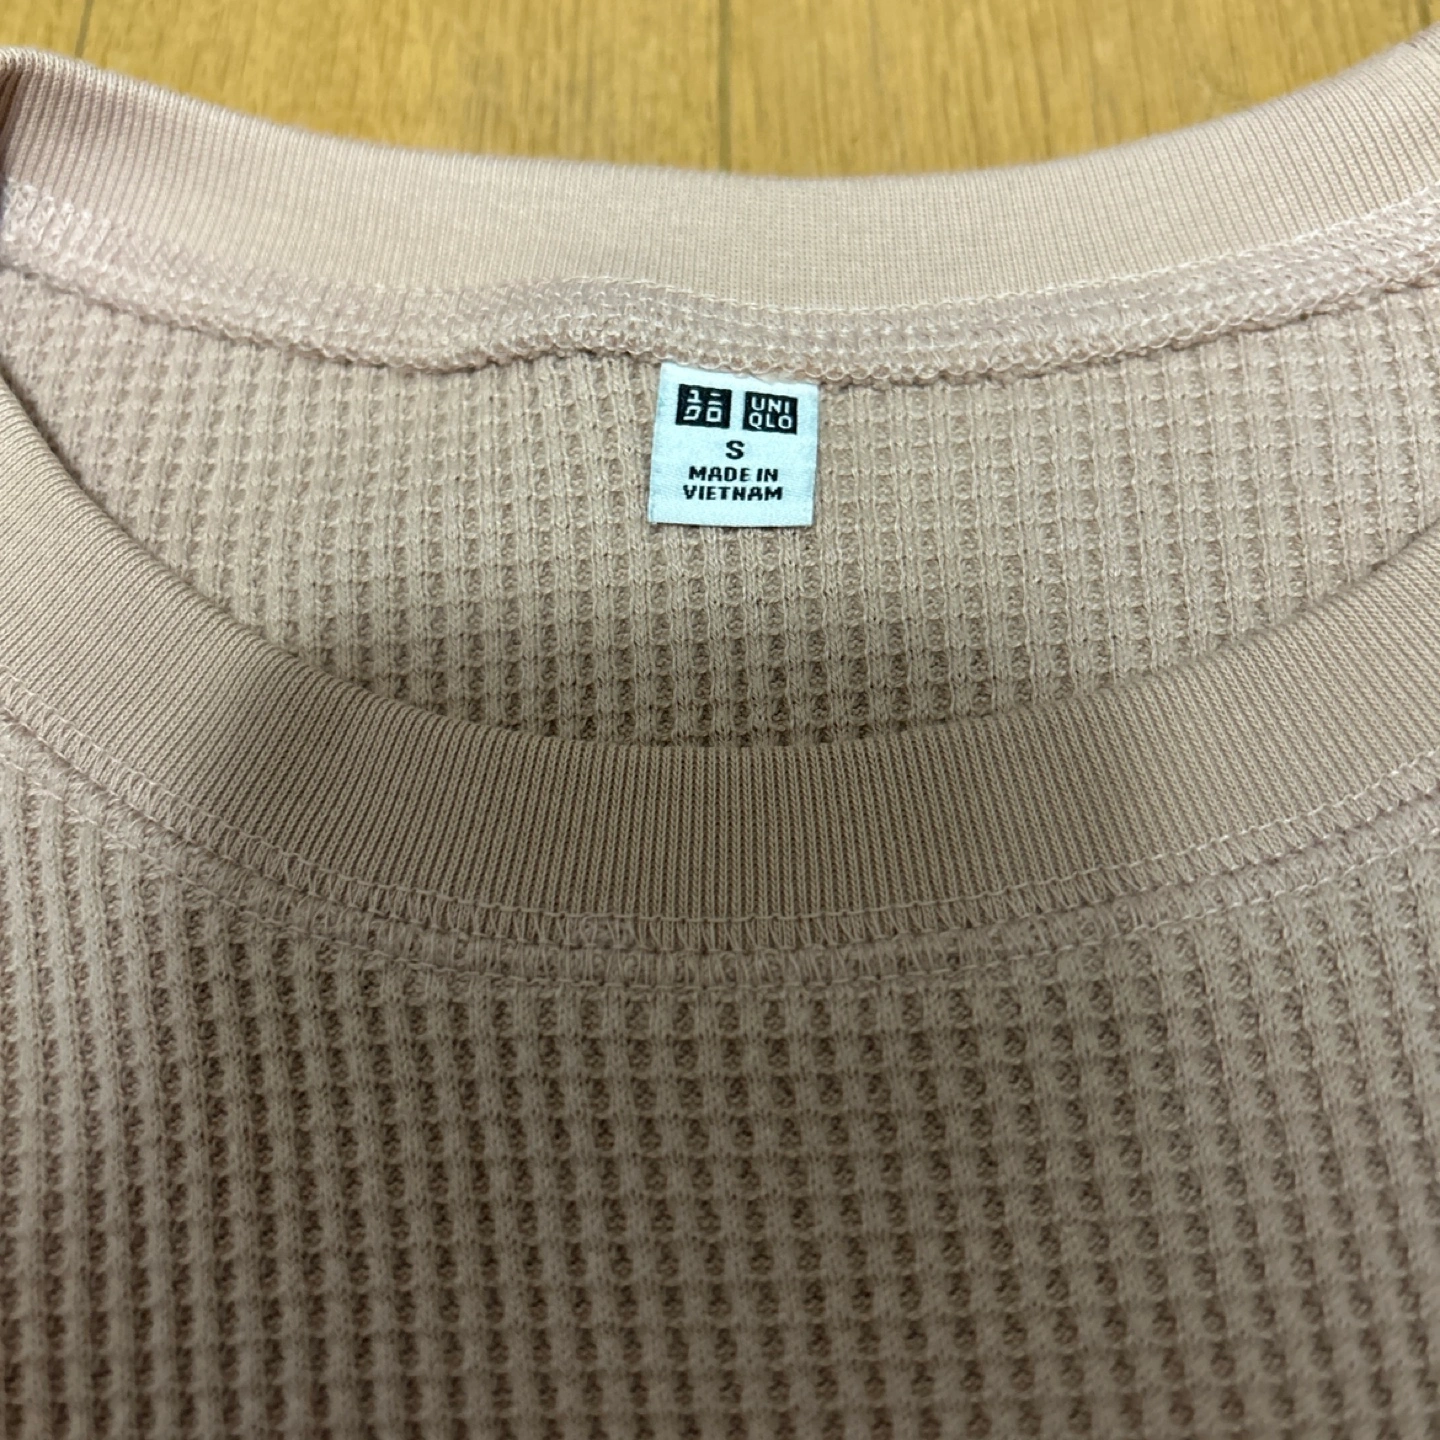 ユニ UNI
クロ QLO
S
MADE IN
VIETNAM